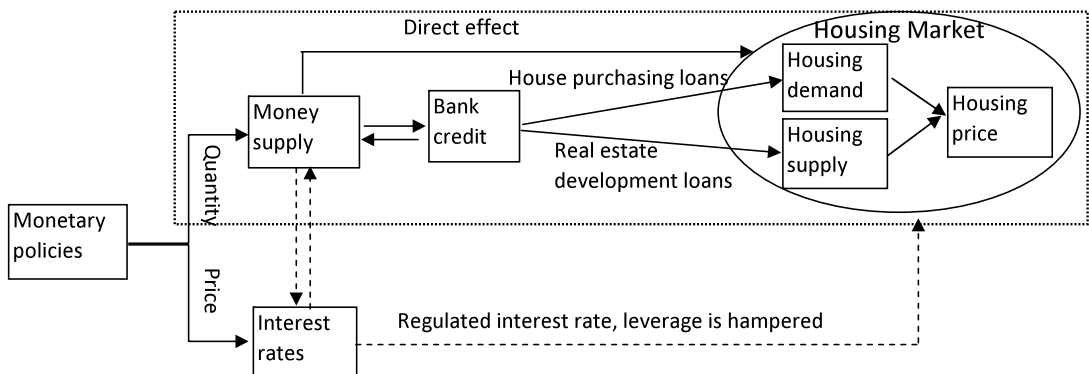 Direct effect
Housing Market
House purchasing loans
Housing
demand
Money
supply
Bank
credit
Housing
price
Real estate
development loans
Housing
supply
Quantity
Monetary
policies
Price
Interest
rates
Regulated interest rate, leverage is hampered